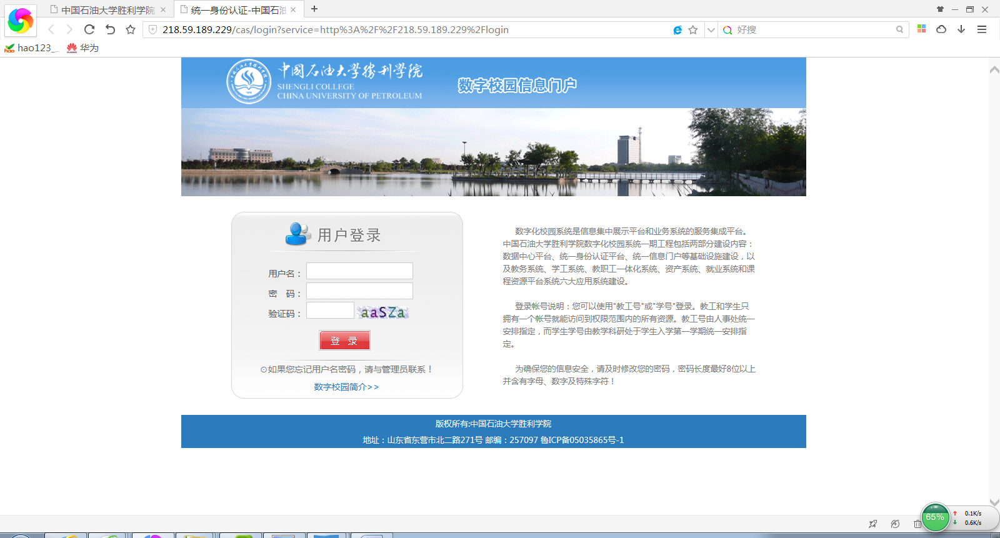 中国石油大学胜利学院
统一身份认证-中国石油
218.59.189.229/cas/login?service=http%3A%2F%2F218.59.189.229%2Flogin
好搜
hao123_
华为
中国石油大学胜利学院
SHENGLI COLLEGE
CHINA UNIVERSITY OF PETROLEUM
数字校园信息门户
用户登录
用户名：
密 码：
验证码：
aaSZa
登 录
⊙如果您忘记用户名密码，请与管理员联系！
数字校园简介>>
数字化校园系统是信息集中展示平台和业务系统的服务集成平台。
中国石油大学胜利学院数字化校园系统一期工程包括两部分建设内容：
数据中心平台、统一身份认证平台、统一信息门户等基础设施建设，以
及教务系统、学工系统、教职工一体化系统、资产系统、就业系统和课
程资源平台系统六大应用系统建设。
登录帐号说明：您可以使用"教工号"或"学号"登录。教工和学生只
拥有一个帐号就能访问到权限范围内的所有资源。教工号由人事处统一
安排指定，而学生学号由教学科研处于学生入学第一学期统一安排指
定。
为确保您的信息安全，请及时修改您的密码，密码长度最好8位以上
并含有字母、数字及特殊字符！
版权所有:中国石油大学胜利学院
地址：山东省东营市北二路271号 邮编：257097 鲁ICP备05035865号-1
65%
0.1K/s
0.6K/s